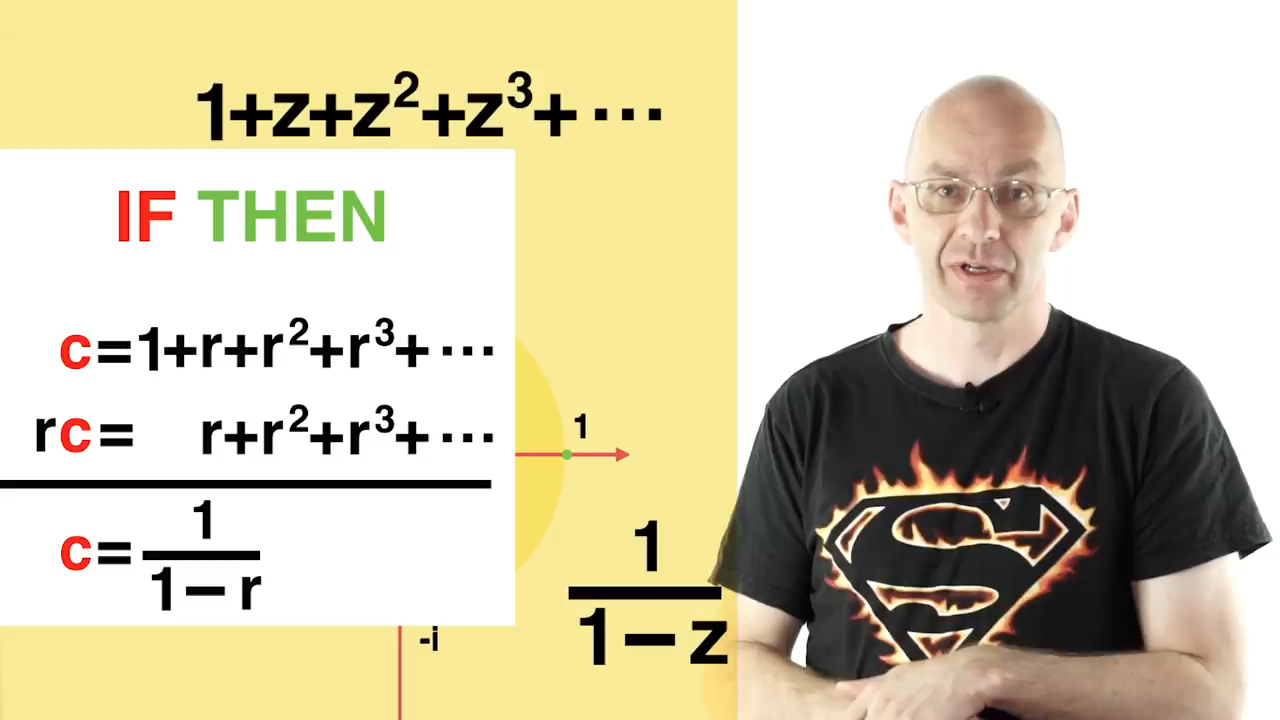 1+z+z²+z³+⋯
IF THEN
c=1+r+r²+r³+⋯
rc= r+r²+r³+⋯
c=1/(1−r)
1
1/(1−z)
-i
S